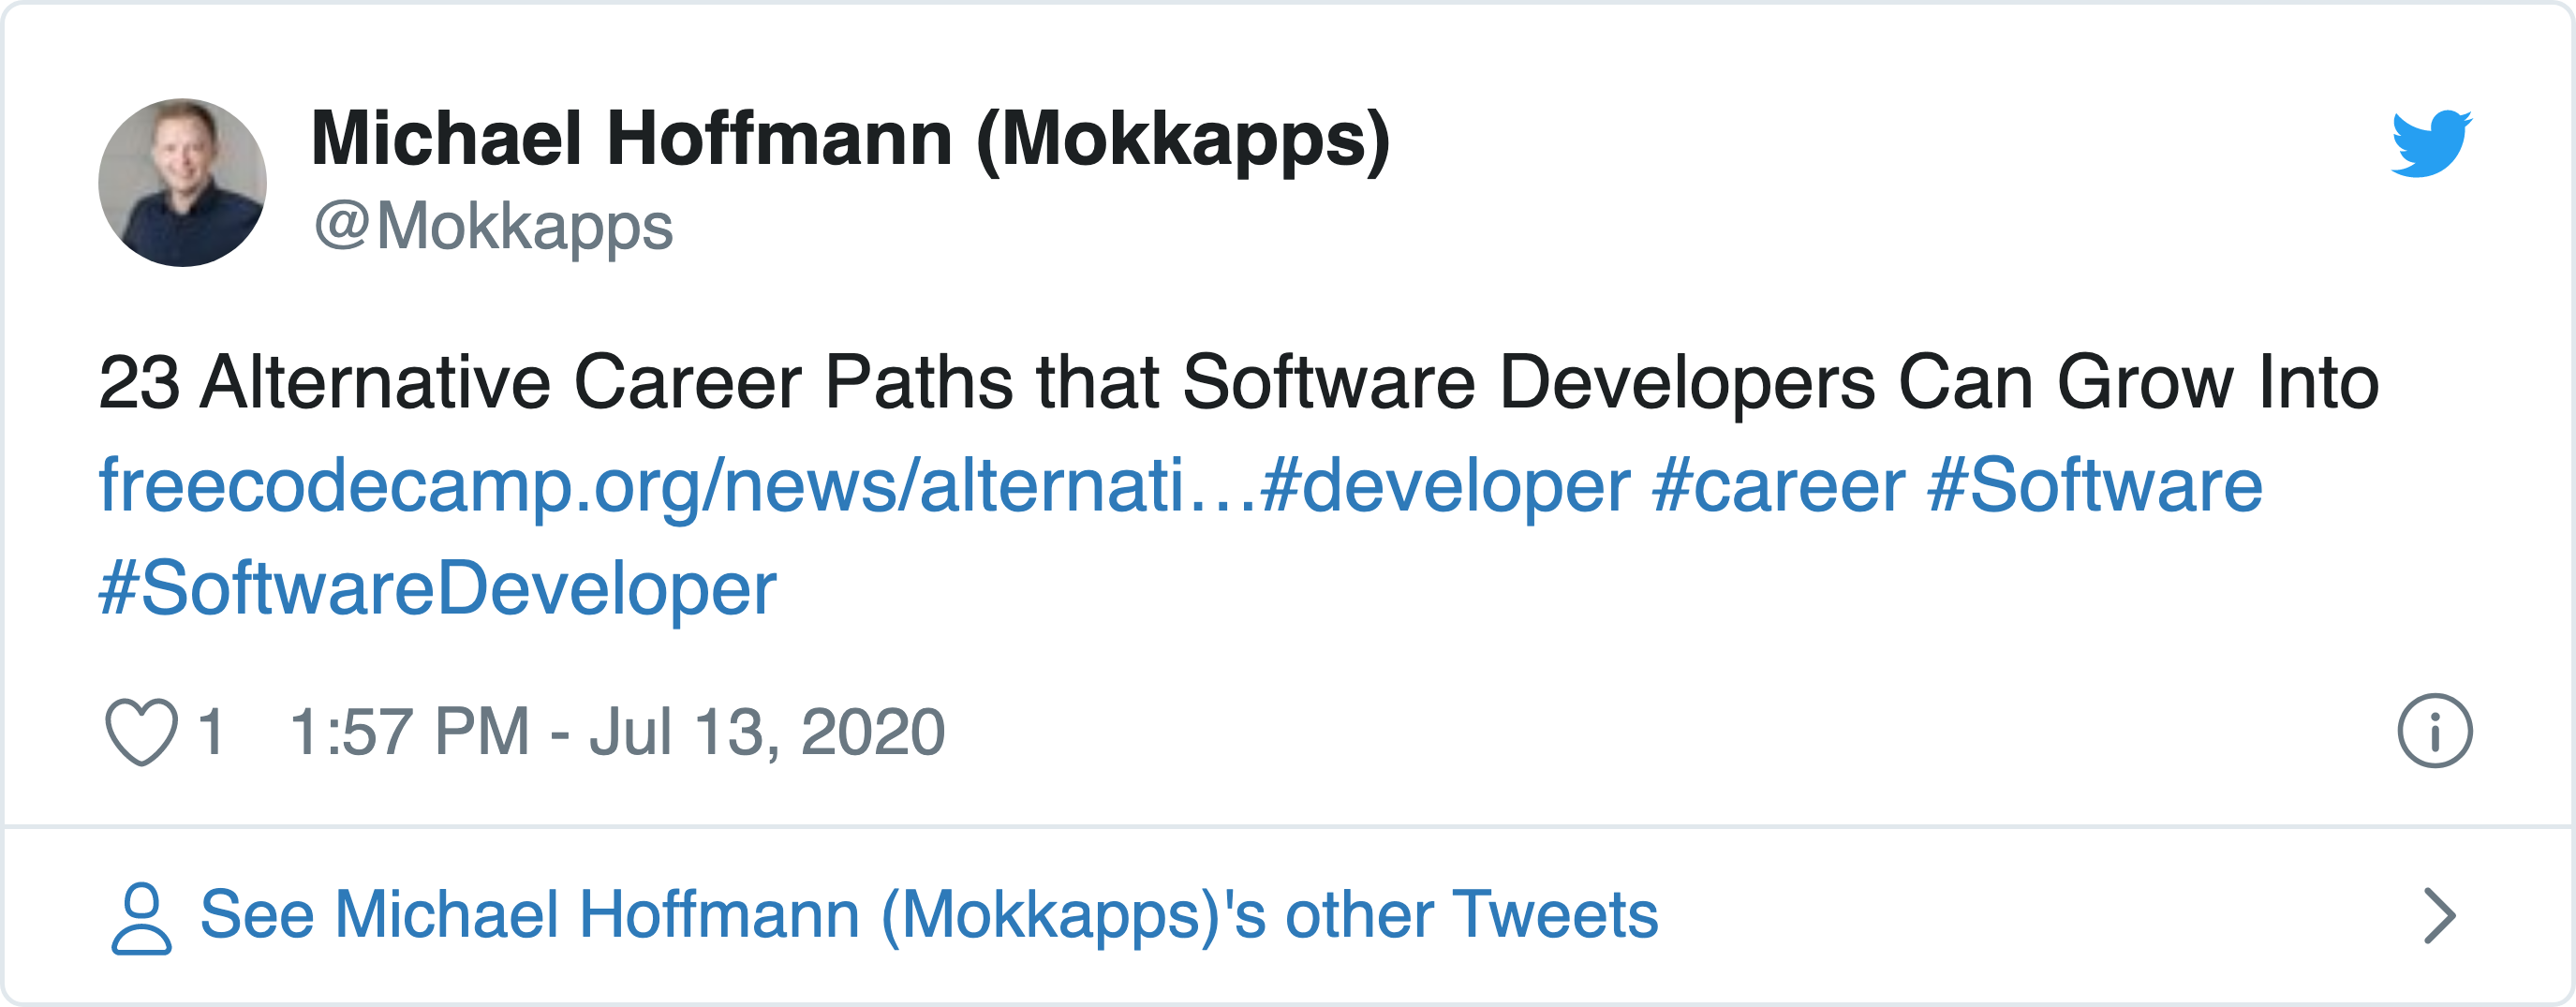 Michael Hoffmann (Mokkapps)
@Mokkapps
23 Alternative Career Paths that Software Developers Can Grow Into
freecodecamp.org/news/alternati…#developer #career #Software
#SoftwareDeveloper
1 1:57 PM - Jul 13, 2020
See Michael Hoffmann (Mokkapps)'s other Tweets